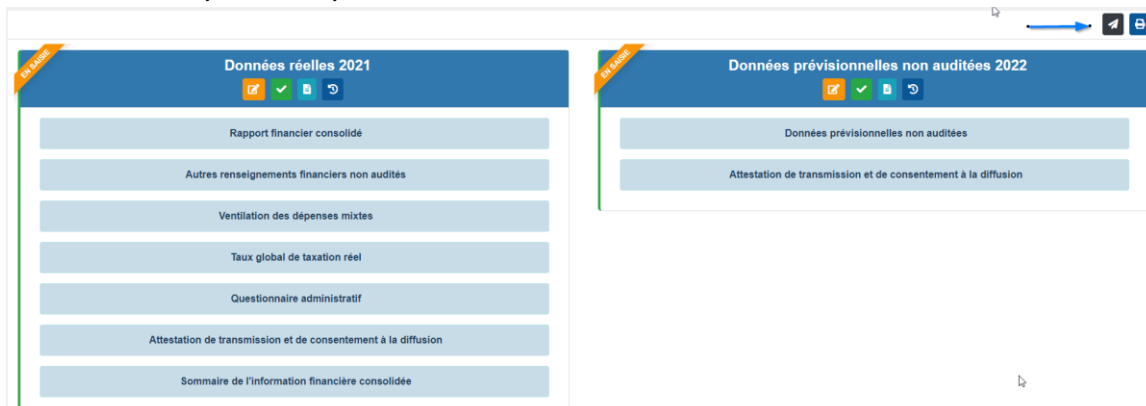 EN SAISIE
Données réelles 2021
Rapport financier consolidé
Autres renseignements financiers non audités
Ventilation des dépenses mixtes
Taux global de taxation réel
Questionnaire administratif
Attestation de transmission et de consentement à la diffusion
Sommaire de l'information financière consolidée
EN SAISIE
Données prévisionnelles non auditées 2022
Données prévisionnelles non auditées
Attestation de transmission et de consentement à la diffusion